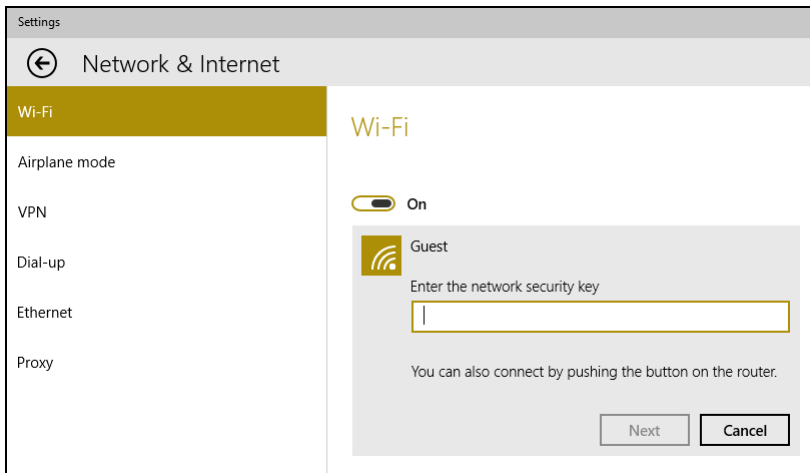 Settings
Network & Internet
Wi-Fi
Airplane mode
VPN
Dial-up
Ethernet
Proxy
Wi-Fi
On
Guest
Enter the network security key
You can also connect by pushing the button on the router.
Next
Cancel